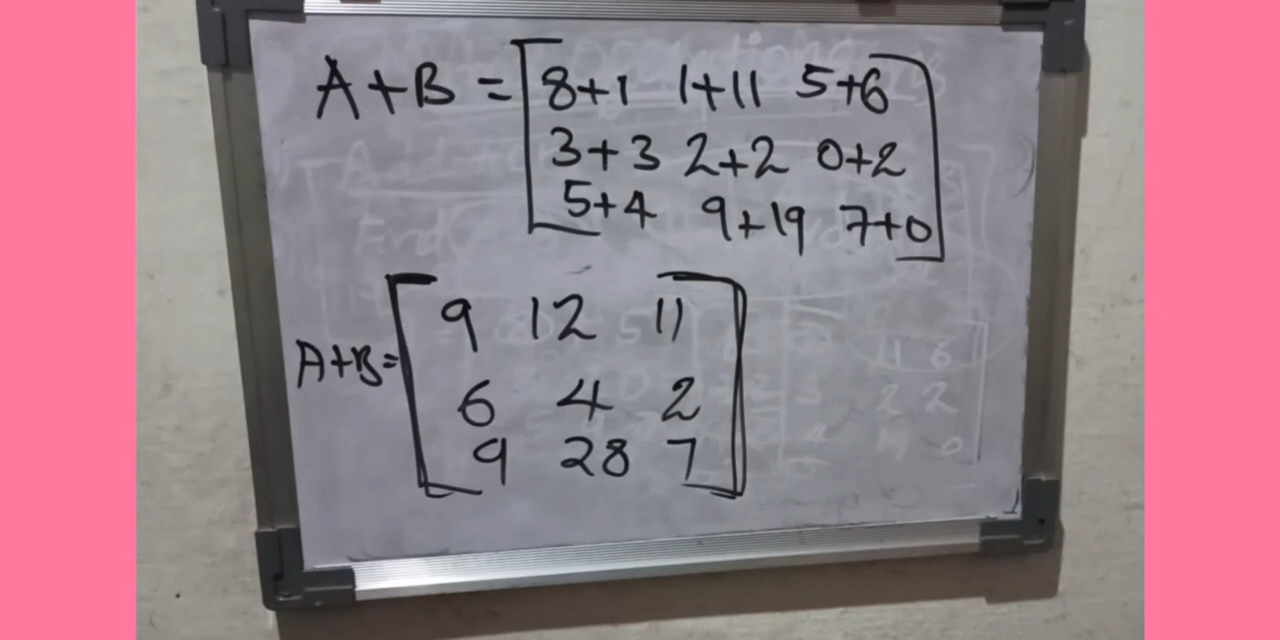 A+B = [8+1 1+11 5+6
3+3 2+2 0+2
5+4 9+19 7+0]
A+B= [9 12 11
6 4 2
9 28 7]